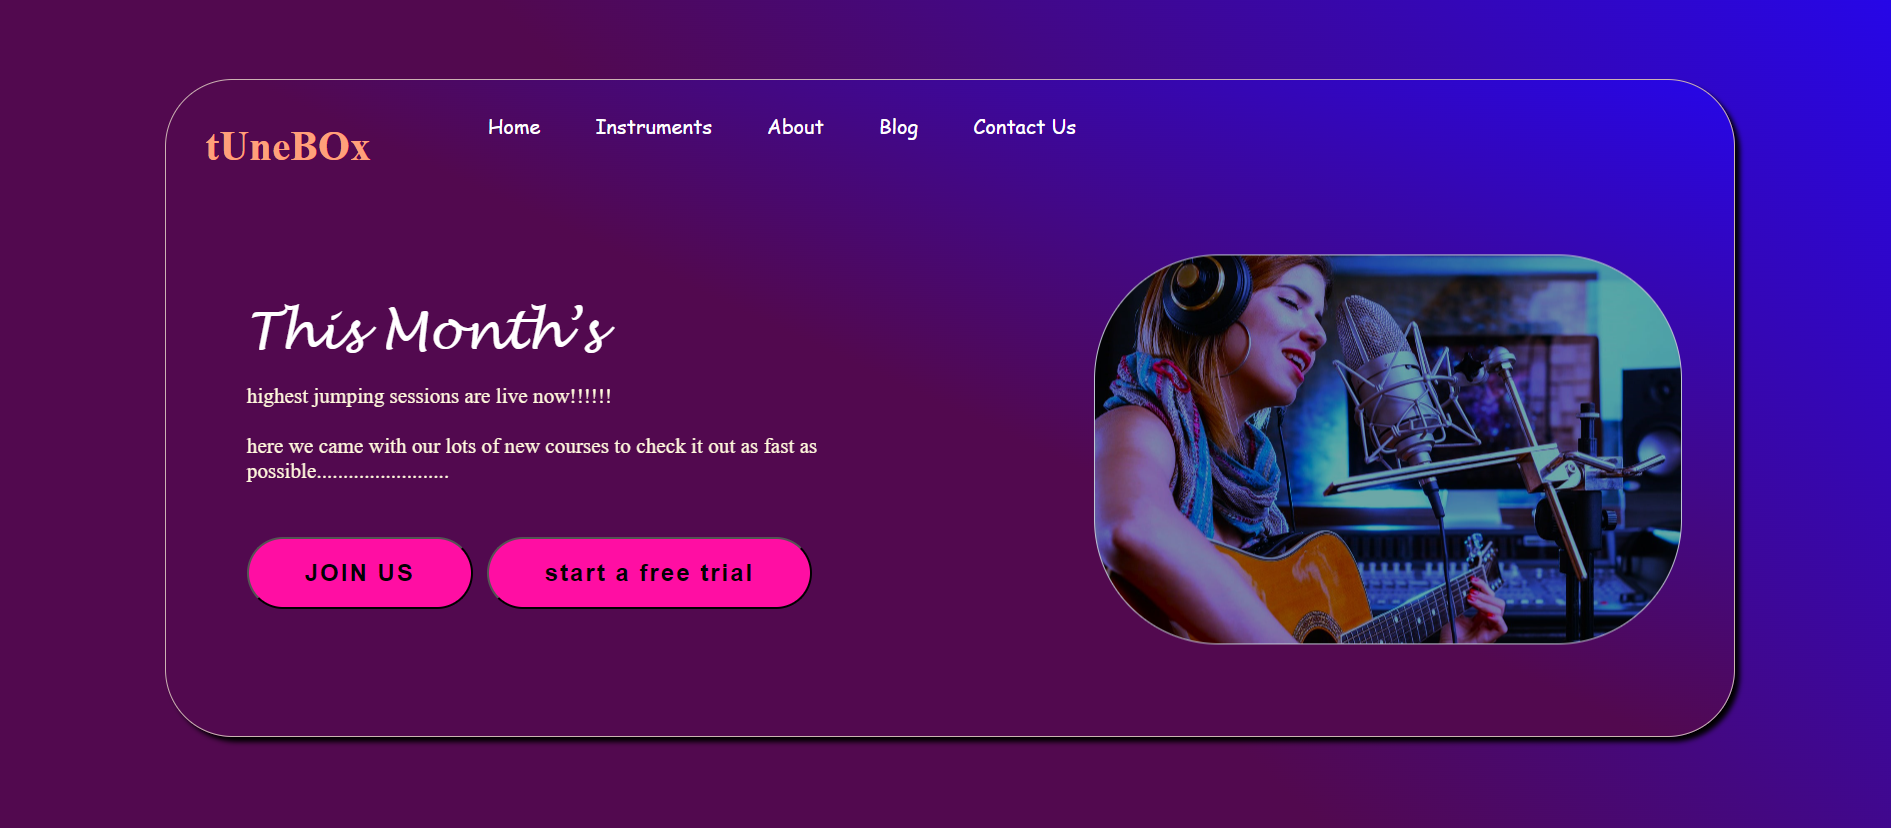 tUneBOx
Home Instruments About Blog Contact Us
This Month's
highest jumping sessions are live now!!!!!!
here we came with our lots of new courses to check it out as fast as
possible.........................
JOIN US start a free trial